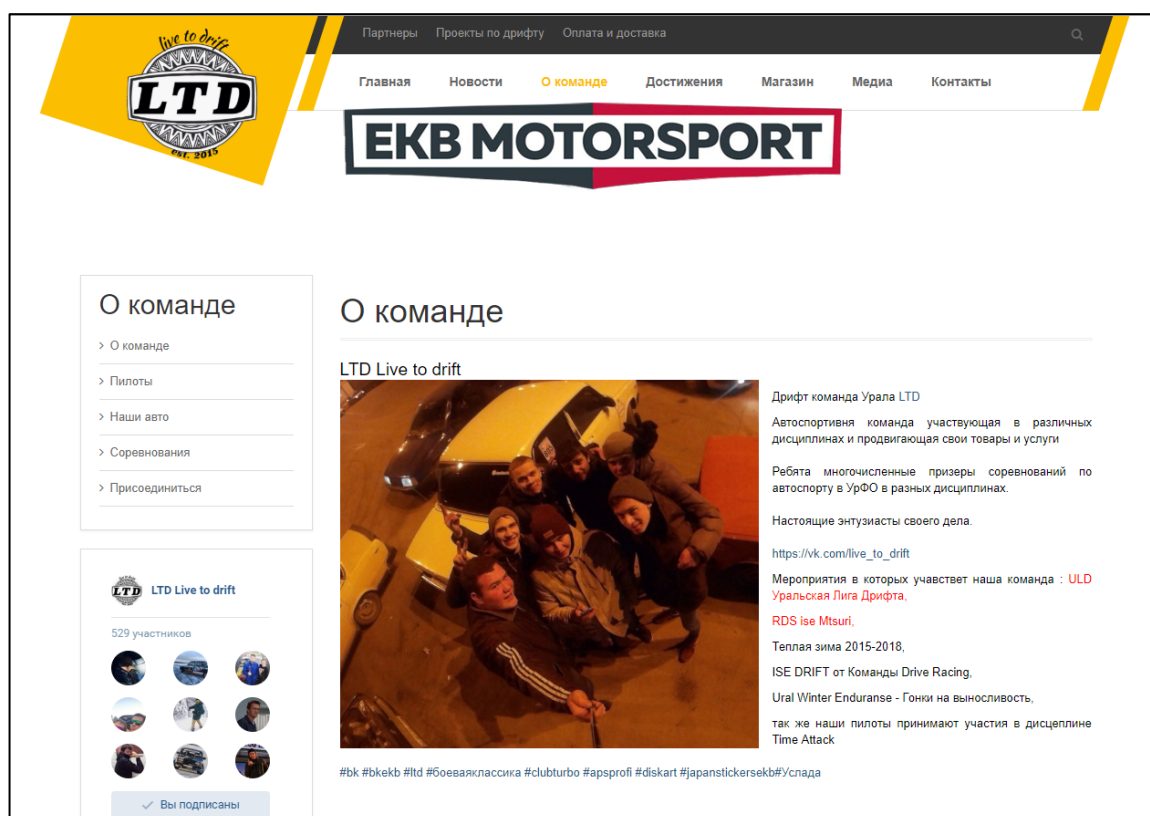 live to drift
LTD
est. 2015
Партнеры Проекты по дрифту Оплата и доставка
Главная Новости О команде Достижения Магазин Медиа Контакты
EKB MOTORSPORT
О команде
> О команде
> Пилоты
> Наши авто
> Соревнования
> Присоединиться
LTD
LTD Live to drift
529 участников
Вы подписаны
О команде
LTD Live to drift
Дрифт команда Урала LTD
Автоспортивня команда участвующая в различных
дисциплинах и продвигающая свои товары и услуги
Ребята многочисленные призеры соревнований по
автоспорту в УрФО в разных дисциплинах.
Настоящие энтузиасты своего дела.
https://vk.com/live_to_drift
Мероприятия в которых учавствет наша команда : ULD
Уральская Лига Дрифта,
RDS ise Mtsuri,
Теплая зима 2015-2018,
ISE DRIFT от Команды Drive Racing,
Ural Winter Enduranse - Гонки на выносливость,
так же наши пилоты принимают участия в дисцеплине
Time Attack
#bk #bkekb #ltd #боеваяклассика #clubturbo #apsprofi #diskart #japanstickersekb#Услада